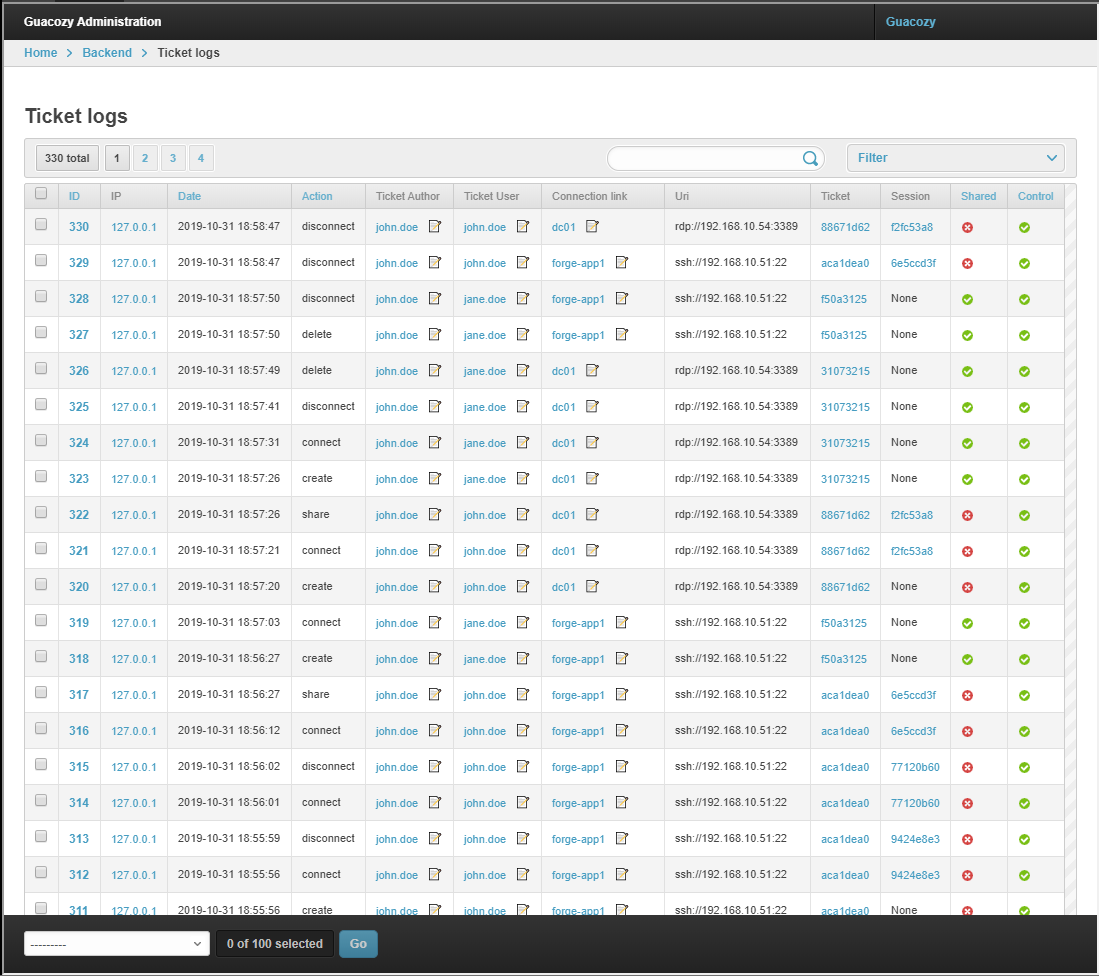 Guacozy Administration Guacozy
Home > Backend > Ticket logs
Ticket logs
330 total 1 2 3 4 Filter
ID IP Date Action Ticket Author Ticket User Connection link Uri Ticket Session Shared Control
330 127.0.0.1 2019-10-31 18:58:47 disconnect john.doe john.doe dc01 rdp://192.168.10.54:3389 88671d62 f2fc53a8
329 127.0.0.1 2019-10-31 18:58:47 disconnect john.doe john.doe forge-app1 ssh://192.168.10.51:22 aca1dea0 6e5ccd3f
328 127.0.0.1 2019-10-31 18:57:50 disconnect john.doe jane.doe forge-app1 ssh://192.168.10.51:22 f50a3125 None
327 127.0.0.1 2019-10-31 18:57:50 delete john.doe jane.doe forge-app1 ssh://192.168.10.51:22 f50a3125 None
326 127.0.0.1 2019-10-31 18:57:49 delete john.doe jane.doe dc01 rdp://192.168.10.54:3389 31073215 None
325 127.0.0.1 2019-10-31 18:57:41 disconnect john.doe jane.doe dc01 rdp://192.168.10.54:3389 31073215 None
324 127.0.0.1 2019-10-31 18:57:31 connect john.doe jane.doe dc01 rdp://192.168.10.54:3389 31073215 None
323 127.0.0.1 2019-10-31 18:57:26 create john.doe jane.doe dc01 rdp://192.168.10.54:3389 31073215 None
322 127.0.0.1 2019-10-31 18:57:26 share john.doe john.doe dc01 rdp://192.168.10.54:3389 88671d62 f2fc53a8
321 127.0.0.1 2019-10-31 18:57:21 connect john.doe john.doe dc01 rdp://192.168.10.54:3389 88671d62 f2fc53a8
320 127.0.0.1 2019-10-31 18:57:20 create john.doe john.doe dc01 rdp://192.168.10.54:3389 88671d62 None
319 127.0.0.1 2019-10-31 18:57:03 connect john.doe jane.doe forge-app1 ssh://192.168.10.51:22 f50a3125 None
318 127.0.0.1 2019-10-31 18:56:27 create john.doe jane.doe forge-app1 ssh://192.168.10.51:22 f50a3125 None
317 127.0.0.1 2019-10-31 18:56:27 share john.doe john.doe forge-app1 ssh://192.168.10.51:22 aca1dea0 6e5ccd3f
316 127.0.0.1 2019-10-31 18:56:12 connect john.doe john.doe forge-app1 ssh://192.168.10.51:22 aca1dea0 6e5ccd3f
315 127.0.0.1 2019-10-31 18:56:02 disconnect john.doe john.doe forge-app1 ssh://192.168.10.51:22 aca1dea0 77120b60
314 127.0.0.1 2019-10-31 18:56:01 connect john.doe john.doe forge-app1 ssh://192.168.10.51:22 aca1dea0 77120b60
313 127.0.0.1 2019-10-31 18:55:59 disconnect john.doe john.doe forge-app1 ssh://192.168.10.51:22 aca1dea0 9424e8e3
312 127.0.0.1 2019-10-31 18:55:56 connect john.doe john.doe forge-app1 ssh://192.168.10.51:22 aca1dea0 9424e8e3
311 127.0.0.1 2019-10-31 18:55:56 create john.doe john.doe forge-app1 ssh://192.168.10.51:22 aca1dea0 None
--------- 0 of 100 selected Go